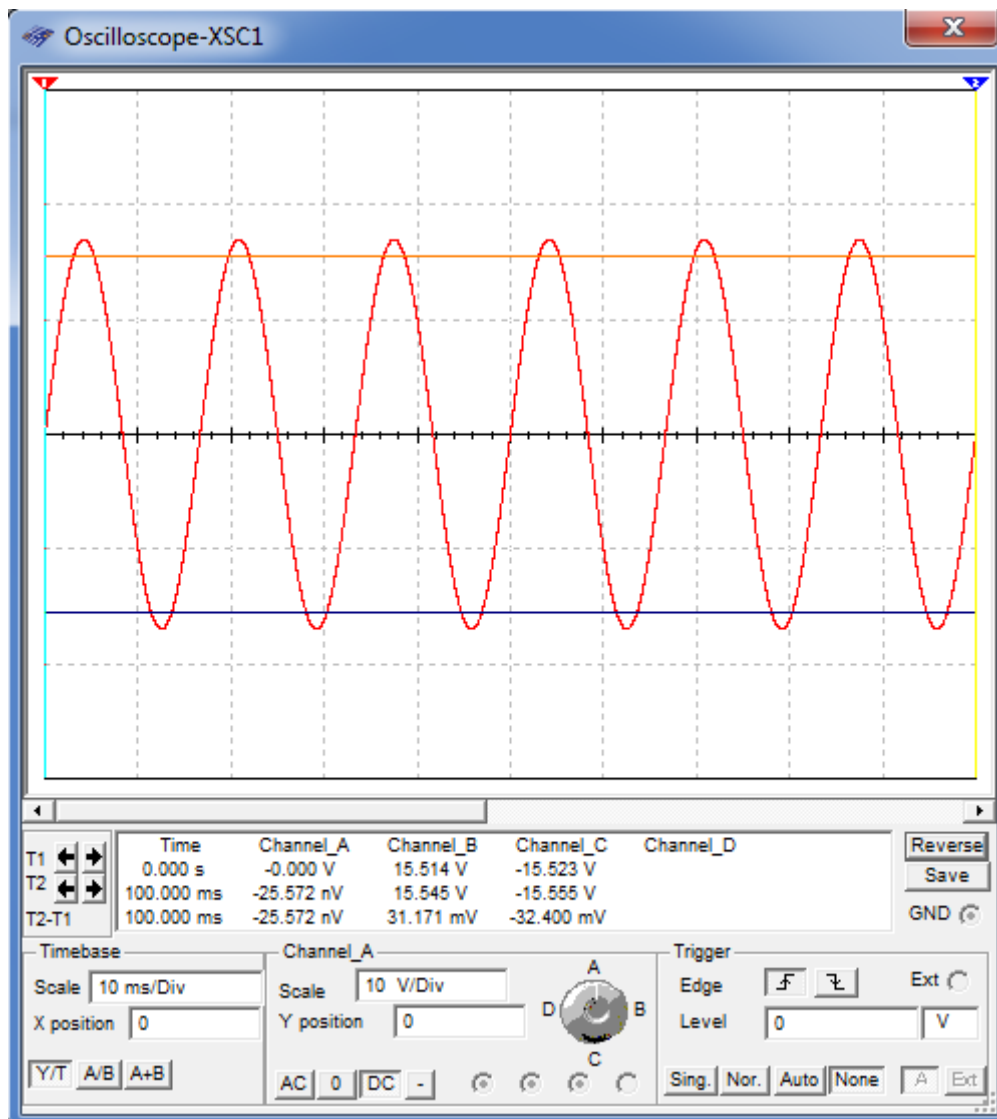 Oscilloscope-XSC1
1 2
Time Channel_A Channel_B Channel_C Channel_D
T1 0.000 s -0.000 V 15.514 V -15.523 V
T2 100.000 ms -25.572 nV 15.545 V -15.555 V
T2-T1 100.000 ms -25.572 nV 31.171 mV -32.400 mV
Reverse
Save
GND
Timebase
Scale 10 ms/Div
X position 0
Y/T A/B A+B
Channel_A
Scale 10 V/Div
Y position 0
AC 0 DC -
A
D B
C
Trigger
Edge Ext
Level 0 V
Sing. Nor. Auto None A Ext